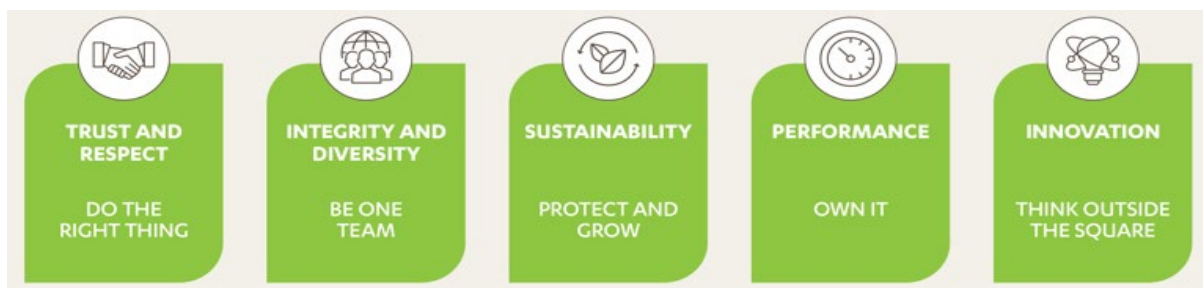 TRUST AND
RESPECT
DO THE
RIGHT THING
INTEGRITY AND
DIVERSITY
BE ONE
TEAM
SUSTAINABILITY
PROTECT AND
GROW
PERFORMANCE
OWN IT
INNOVATION
THINK OUTSIDE
THE SQUARE